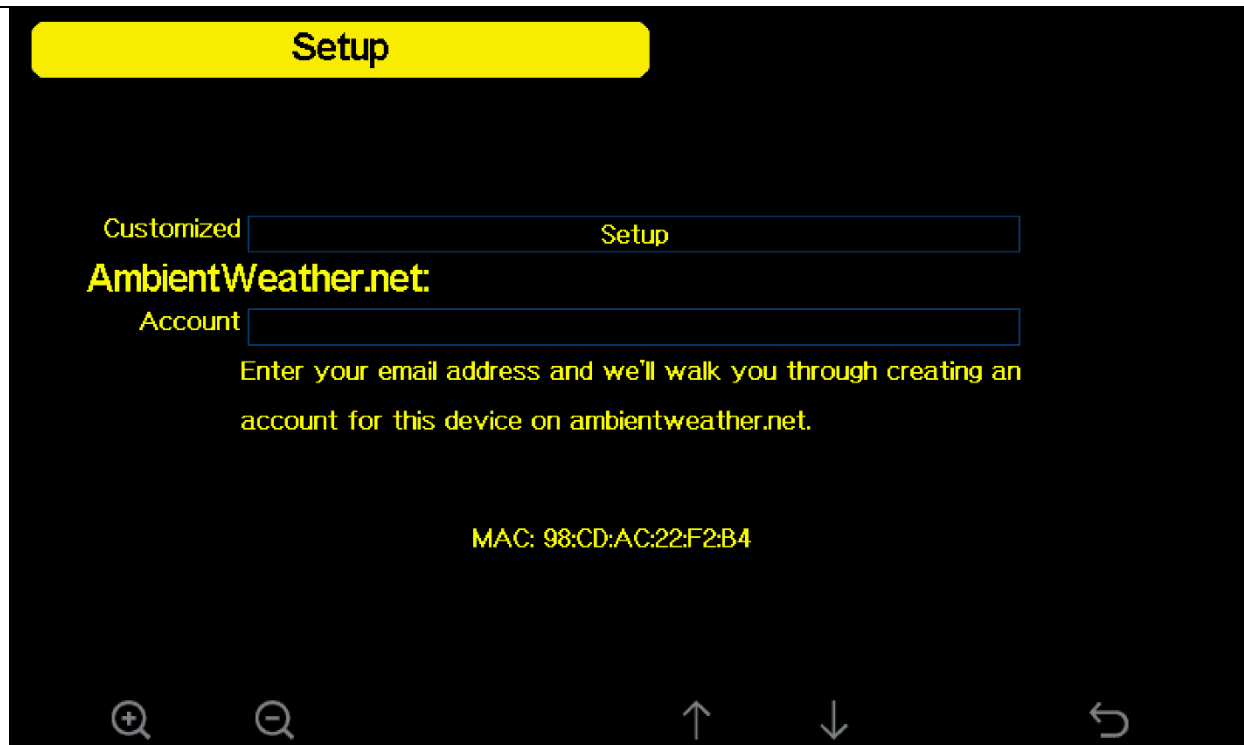 Setup
Customized Setup
AmbientWeather.net:
Account
Enter your email address and we'll walk you through creating an
account for this device on ambientweather.net.
MAC: 98:CD:AC:22:F2:B4